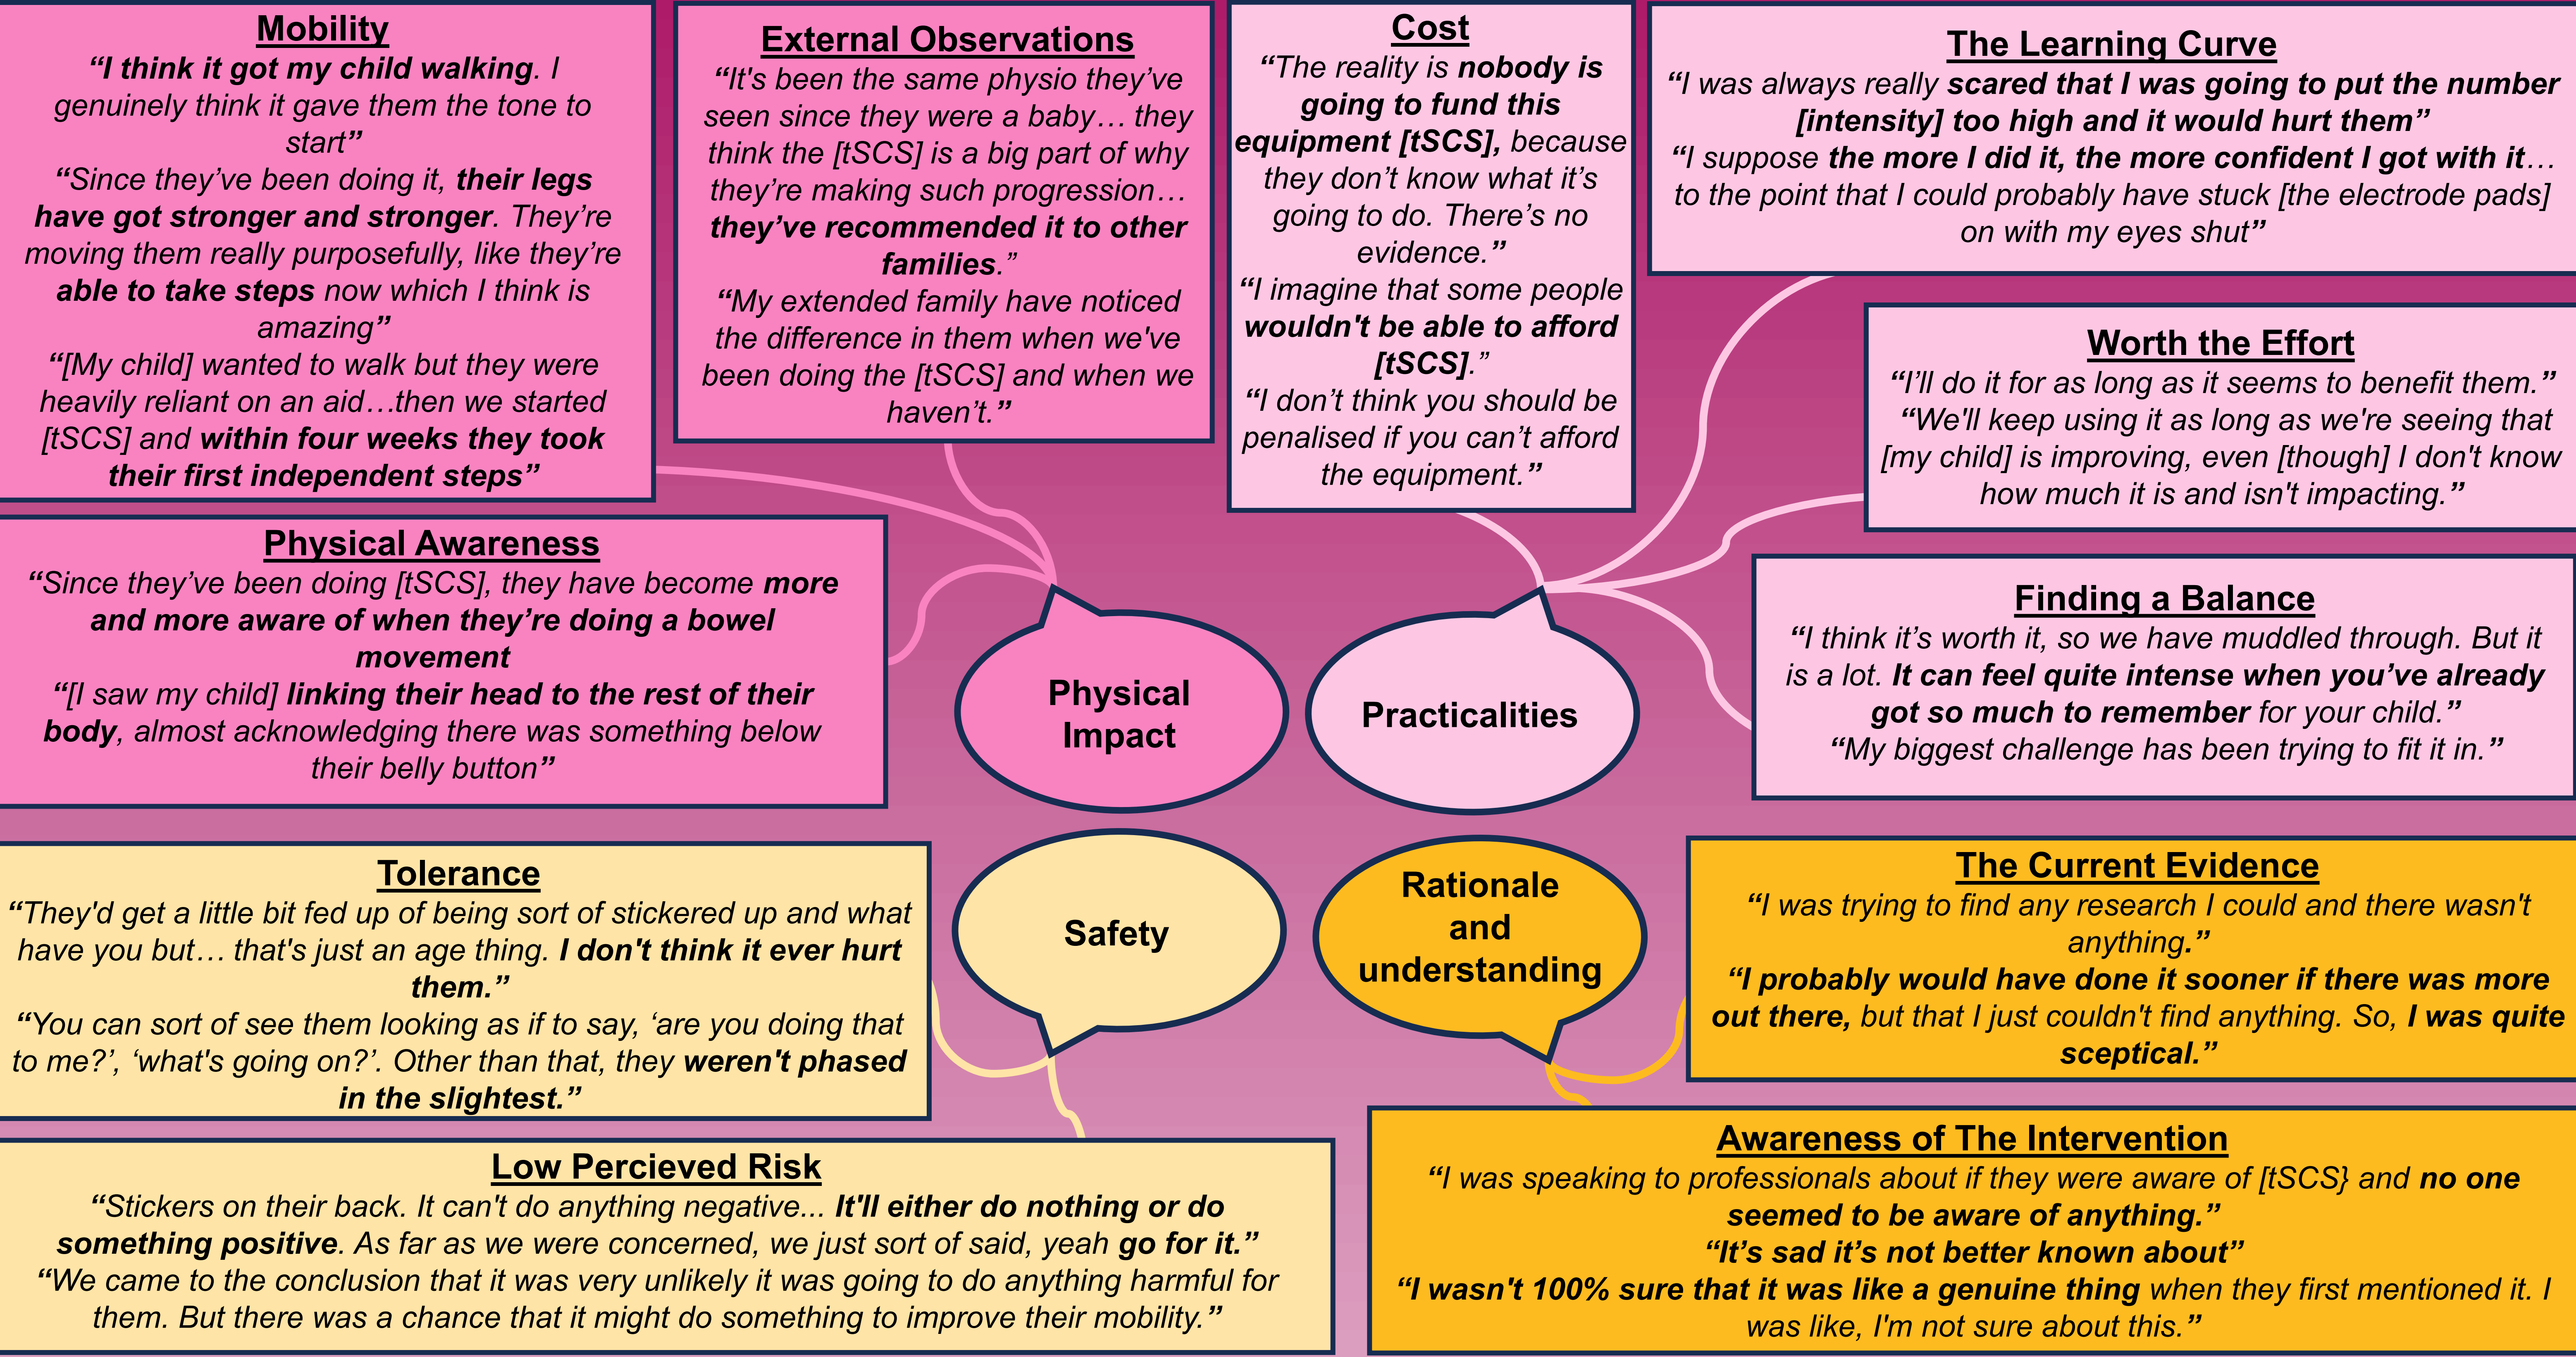 Mobility
“I think it got my child walking. I
genuinely think it gave them the tone to
start”
“Since they’ve been doing it, their legs
have got stronger and stronger. They’re
moving them really purposefully, like they’re
able to take steps now which I think is
amazing”
“[My child] wanted to walk but they were
heavily reliant on an aid…then we started
[tSCS] and within four weeks they took
their first independent steps”
External Observations
“It's been the same physio they’ve
seen since they were a baby… they
think the [tSCS] is a big part of why
they’re making such progression…
they’ve recommended it to other
families.”
“My extended family have noticed
the difference in them when we've
been doing the [tSCS] and when we
haven’t.”
Cost
“The reality is nobody is
going to fund this
equipment [tSCS], because
they don’t know what it’s
going to do. There’s no
evidence.”
“I imagine that some people
wouldn't be able to afford
[tSCS].”
“I don’t think you should be
penalised if you can’t afford
the equipment.”
The Learning Curve
“I was always really scared that I was going to put the number
[intensity] too high and it would hurt them”
“I suppose the more I did it, the more confident I got with it…
to the point that I could probably have stuck [the electrode pads]
on with my eyes shut”
Worth the Effort
“I’ll do it for as long as it seems to benefit them.”
“We'll keep using it as long as we're seeing that
[my child] is improving, even [though] I don't know
how much it is and isn't impacting.”
Physical Awareness
“Since they’ve been doing [tSCS], they have become more
and more aware of when they’re doing a bowel
movement
“[I saw my child] linking their head to the rest of their
body, almost acknowledging there was something below
their belly button”
Finding a Balance
“I think it’s worth it, so we have muddled through. But it
is a lot. It can feel quite intense when you’ve already
got so much to remember for your child.”
“My biggest challenge has been trying to fit it in.”
Physical
Impact
Practicalities
Safety
Rationale
and
understanding
Tolerance
“They'd get a little bit fed up of being sort of stickered up and what
have you but… that's just an age thing. I don't think it ever hurt
them.”
“You can sort of see them looking as if to say, ‘are you doing that
to me?’, ‘what's going on?’. Other than that, they weren't phased
in the slightest.”
The Current Evidence
“I was trying to find any research I could and there wasn't
anything.”
“I probably would have done it sooner if there was more
out there, but that I just couldn't find anything. So, I was quite
sceptical.”
Low Percieved Risk
“Stickers on their back. It can't do anything negative... It'll either do nothing or do
something positive. As far as we were concerned, we just sort of said, yeah go for it.”
“We came to the conclusion that it was very unlikely it was going to do anything harmful for
them. But there was a chance that it might do something to improve their mobility.”
Awareness of The Intervention
“I was speaking to professionals about if they were aware of [tSCS} and no one
seemed to be aware of anything.”
“It’s sad it’s not better known about”
“I wasn't 100% sure that it was like a genuine thing when they first mentioned it. I
was like, I'm not sure about this.”